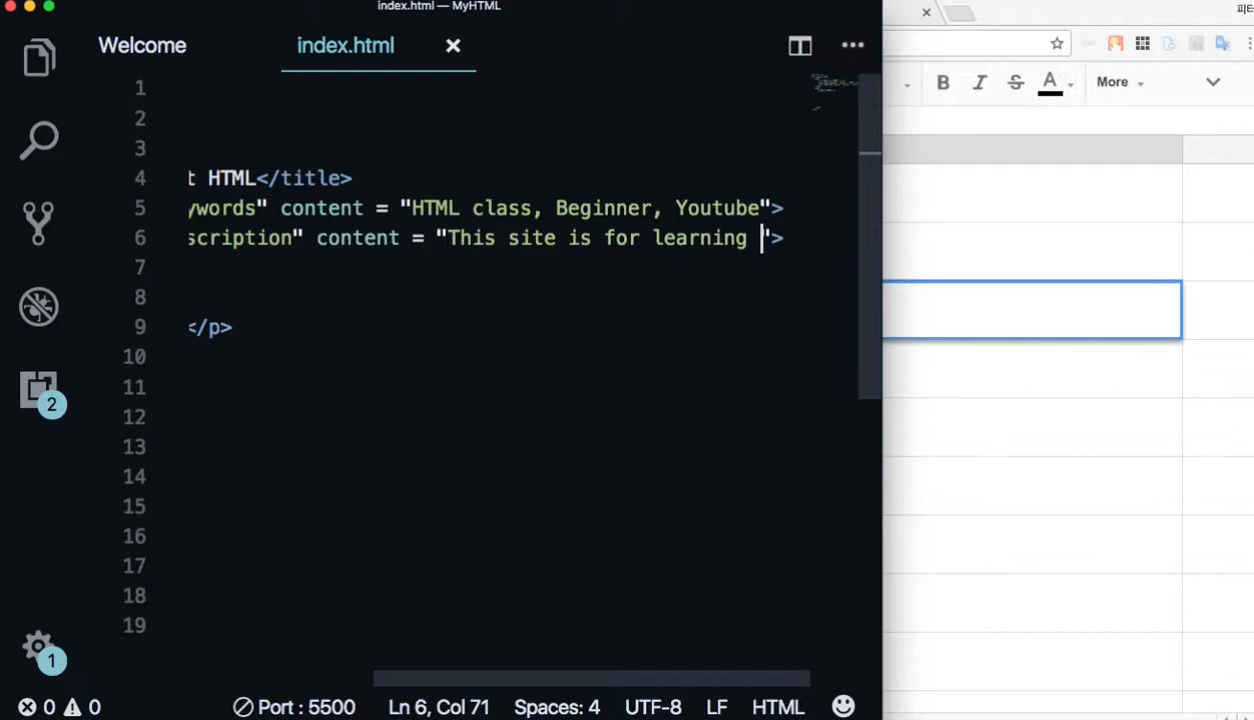 index.html — MyHTML
Welcome index.html
1
2
3
4 t HTML</title>
5 ywords" content = "HTML class, Beginner, Youtube">
6 scription" content = "This site is for learning ">
7
8
9 </p>
10
11
12
13
14
15
16
17
18
19
2
1
0 0 Port : 5500 Ln 6, Col 71 Spaces: 4 UTF-8 LF HTML
피터
B I S A More